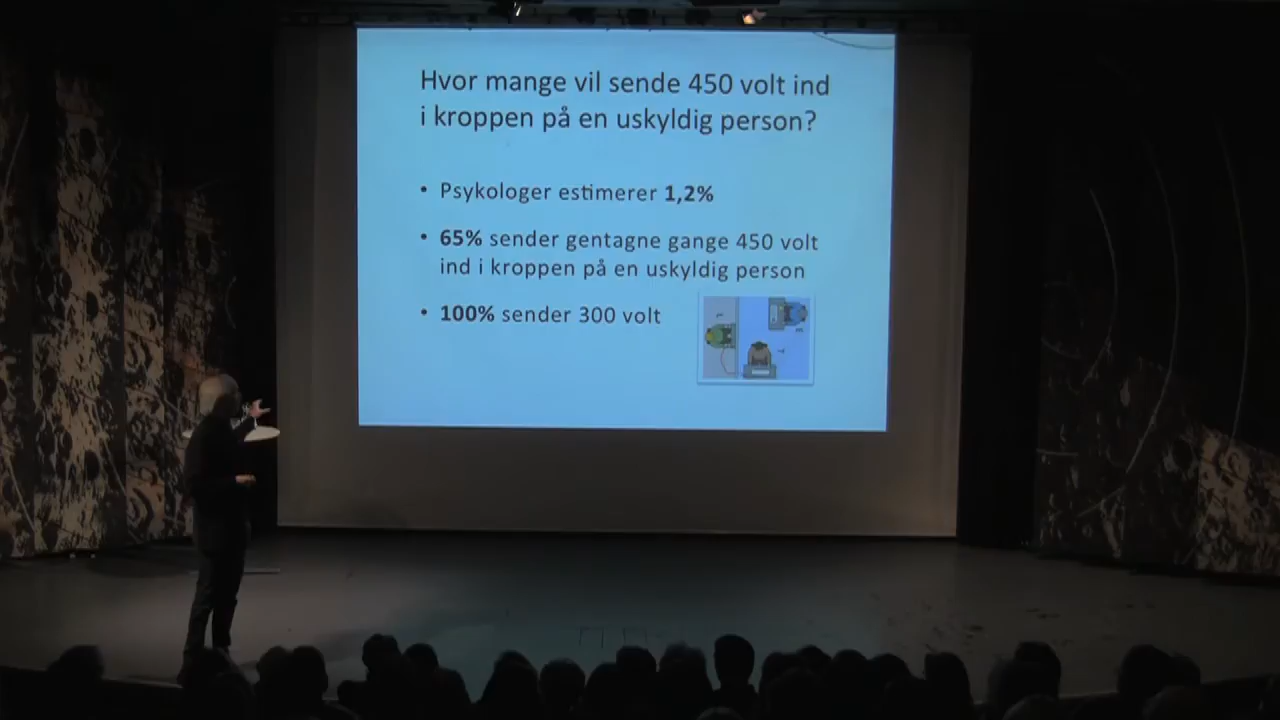 Hvor mange vil sende 450 volt ind
i kroppen på en uskyldig person?
• Psykologer estimerer 1,2%
• 65% sender gentagne gange 450 volt
ind i kroppen på en uskyldig person
• 100% sender 300 volt